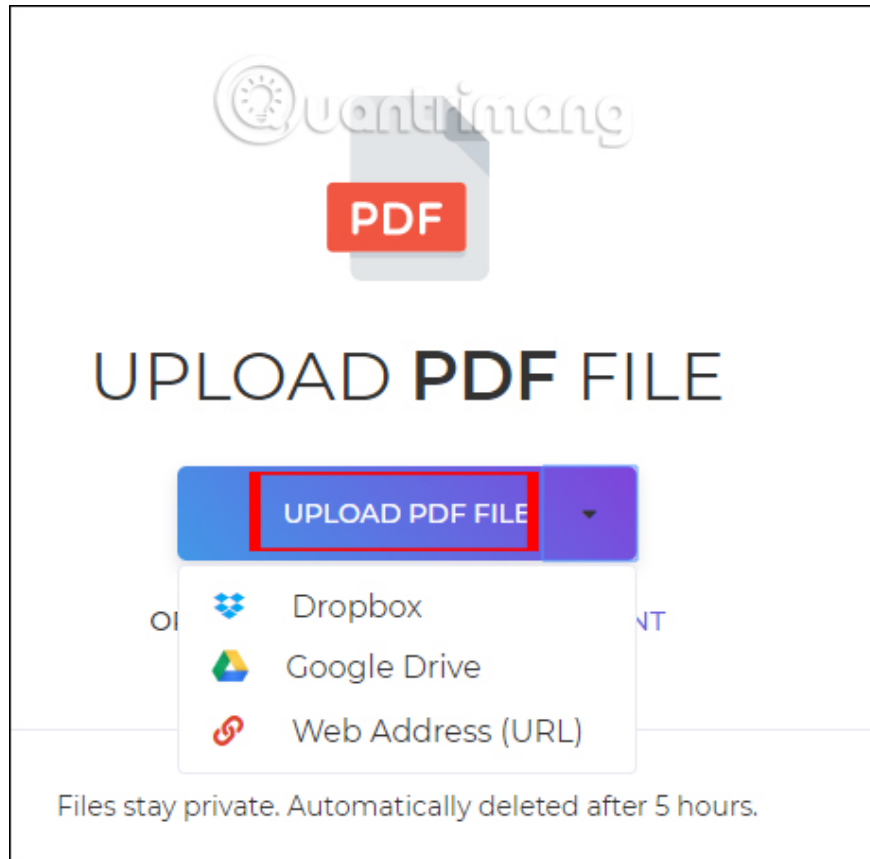 Quantrimang
PDF
UPLOAD PDF FILE
UPLOAD PDF FILE
Dropbox
Google Drive
Web Address (URL)
Files stay private. Automatically deleted after 5 hours.